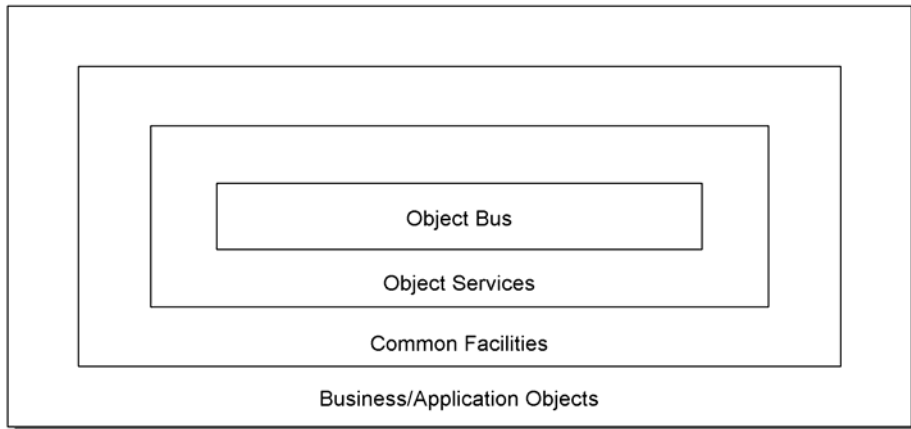 Object Bus
Object Services
Common Facilities
Business/Application Objects